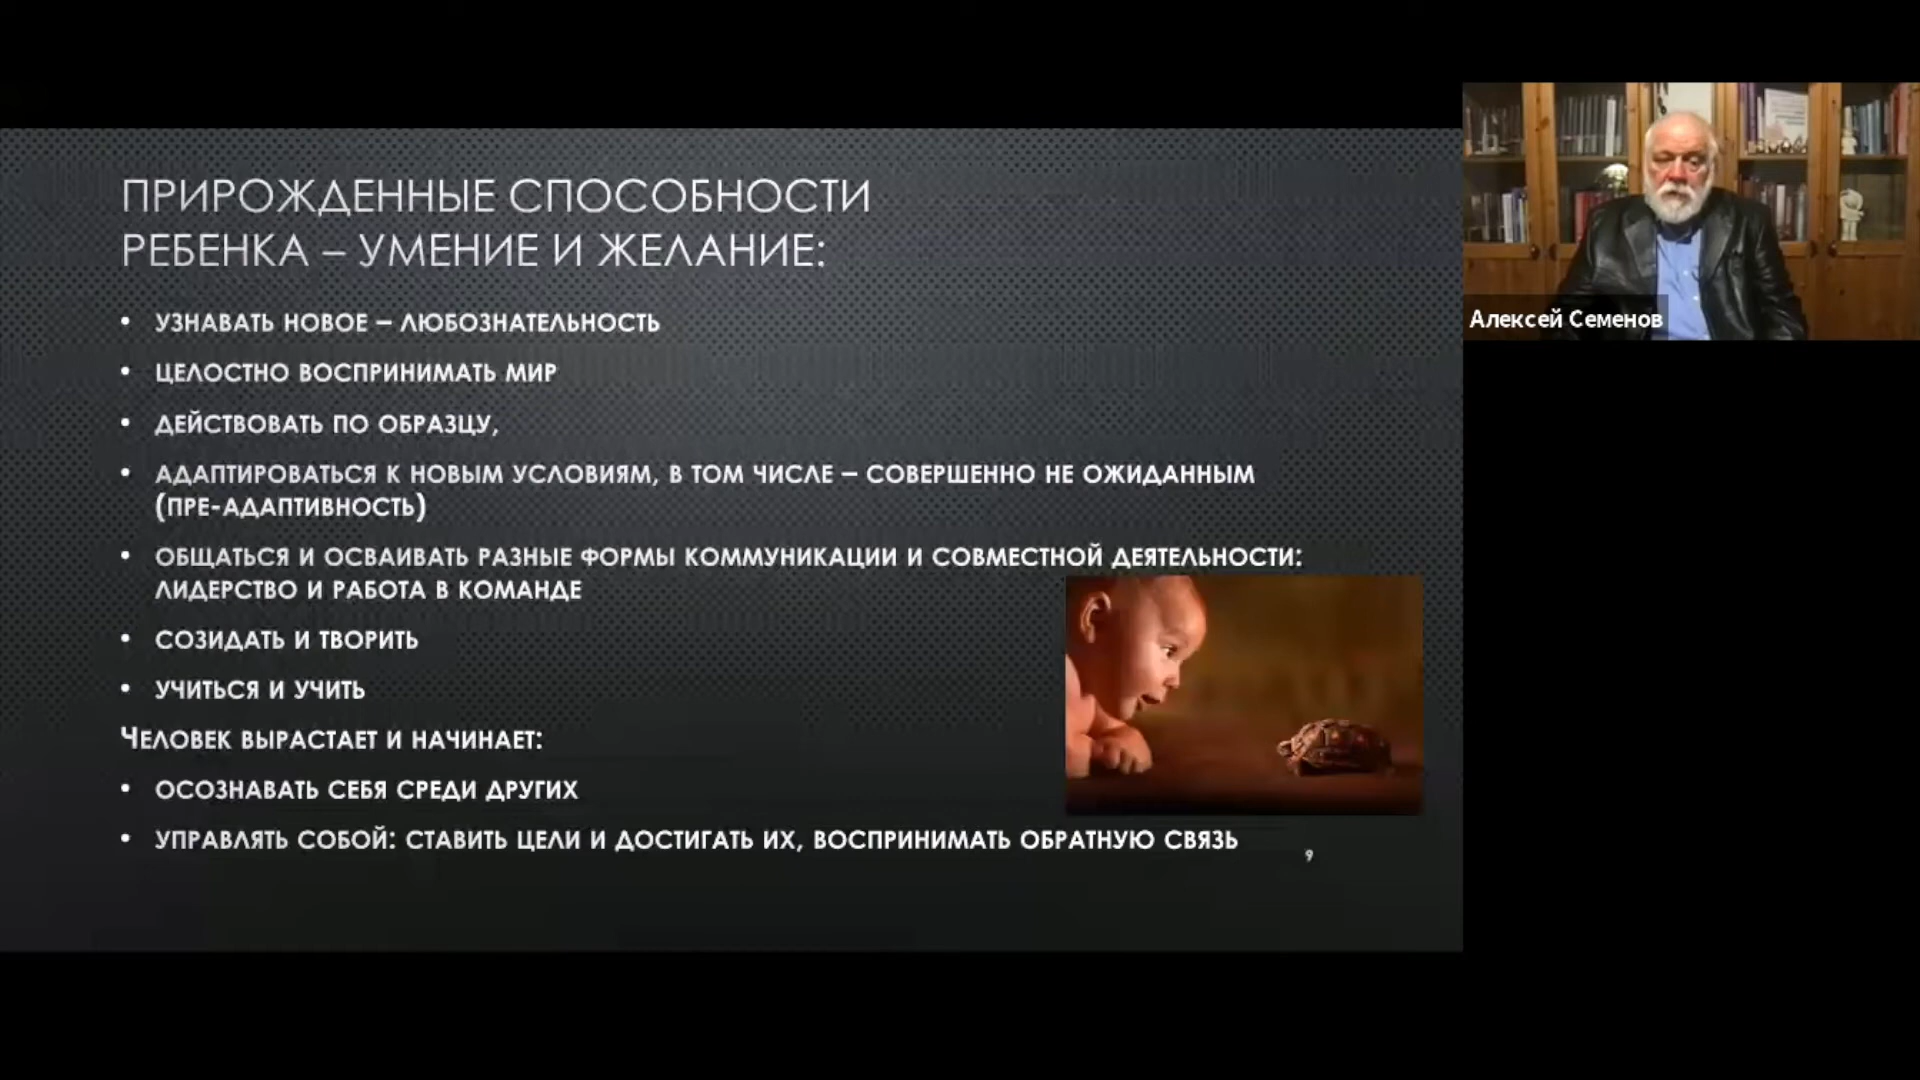 ПРИРОЖДЕННЫЕ СПОСОБНОСТИ
РЕБЕНКА – УМЕНИЕ И ЖЕЛАНИЕ:
• УЗНАВАТЬ НОВОЕ – ЛЮБОЗНАТЕЛЬНОСТЬ
• ЦЕЛОСТНО ВОСПРИНИМАТЬ МИР
• ДЕЙСТВОВАТЬ ПО ОБРАЗЦУ,
• АДАПТИРОВАТЬСЯ К НОВЫМ УСЛОВИЯМ, В ТОМ ЧИСЛЕ – СОВЕРШЕННО НЕ ОЖИДАННЫМ
(ПРЕ-АДАПТИВНОСТЬ)
• ОБЩАТЬСЯ И ОСВАИВАТЬ РАЗНЫЕ ФОРМЫ КОММУНИКАЦИИ И СОВМЕСТНОЙ ДЕЯТЕЛЬНОСТИ:
ЛИДЕРСТВО И РАБОТА В КОМАНДЕ
• СОЗИДАТЬ И ТВОРИТЬ
• УЧИТЬСЯ И УЧИТЬ
ЧЕЛОВЕК ВЫРАСТАЕТ И НАЧИНАЕТ:
• ОСОЗНАВАТЬ СЕБЯ СРЕДИ ДРУГИХ
• УПРАВЛЯТЬ СОБОЙ: СТАВИТЬ ЦЕЛИ И ДОСТИГАТЬ ИХ, ВОСПРИНИМАТЬ ОБРАТНУЮ СВЯЗЬ
9
Алексей Семенов